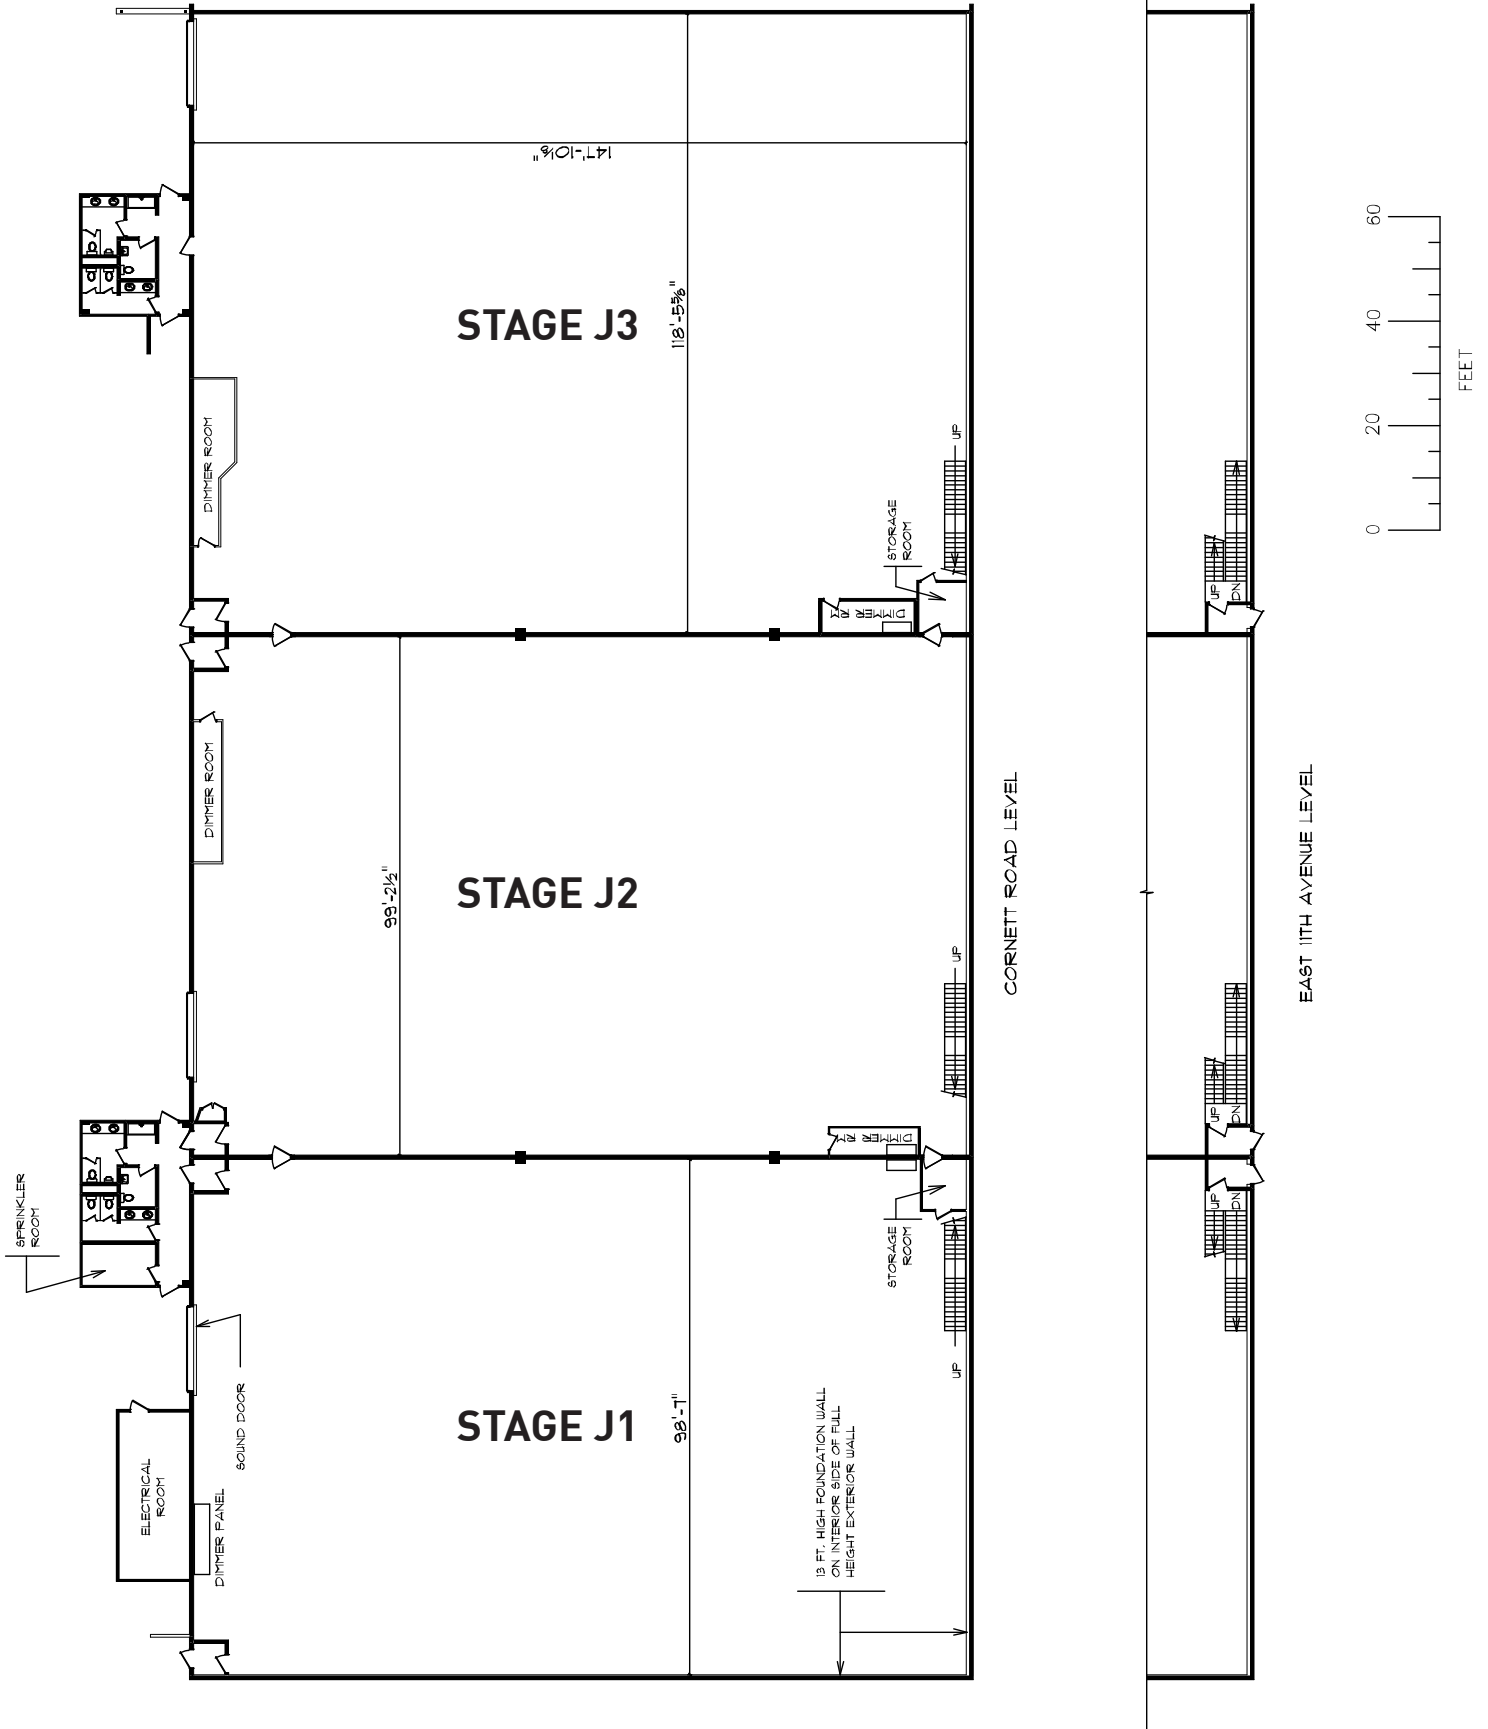 147'-10⅛"
STAGE J3
118'-5⅝"
60
40
20
0
FEET
DIMMER ROOM
UP
STORAGE
ROOM
DIMMER
RM.
UP
DN
DIMMER ROOM
99'-2½"
STAGE J2
CORNETT ROAD LEVEL
EAST 11TH AVENUE LEVEL
UP
UP
DN
DIMMER
RM.
SPRINKLER
ROOM
STORAGE
ROOM
UP
DN
UP
SOUND DOOR
STAGE J1
98'-7"
ELECTRICAL
ROOM
DIMMER PANEL
13 FT. HIGH FOUNDATION WALL
ON INTERIOR SIDE OF FULL
HEIGHT EXTERIOR WALL